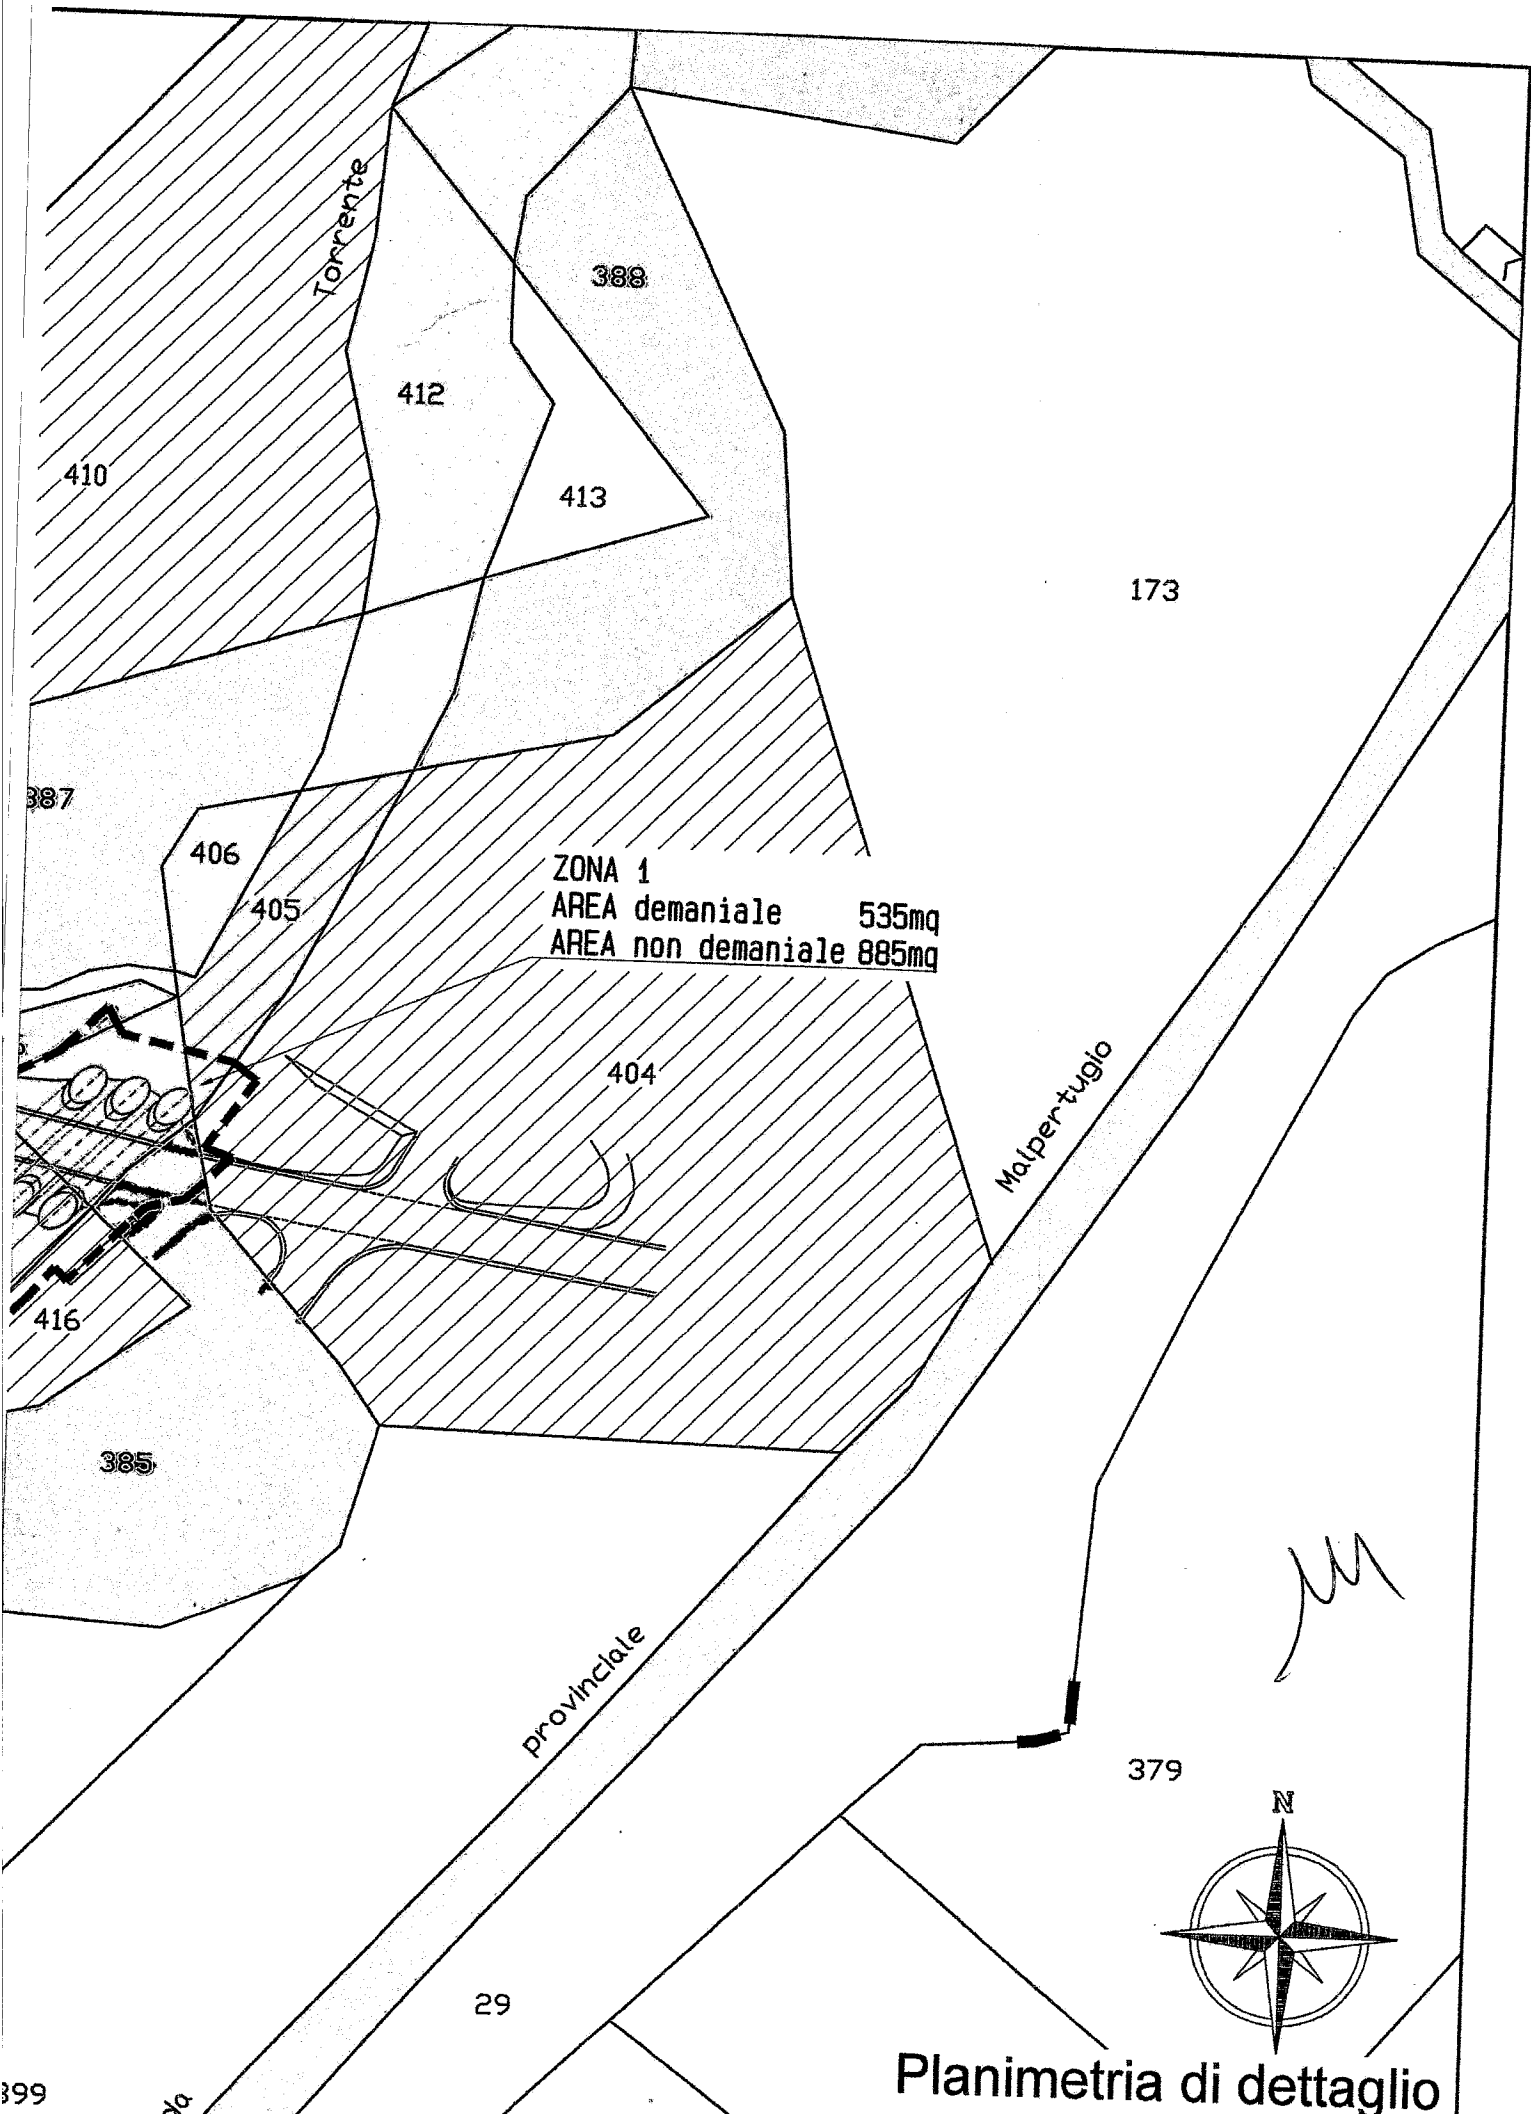 Torrente
388
412
410
413
173
387
406
405
ZONA 1
AREA demaniale 535mq
AREA non demaniale 885mq
404
Malpertugio
416
385
provinciale
379
N
29
Planimetria di dettaglio
399